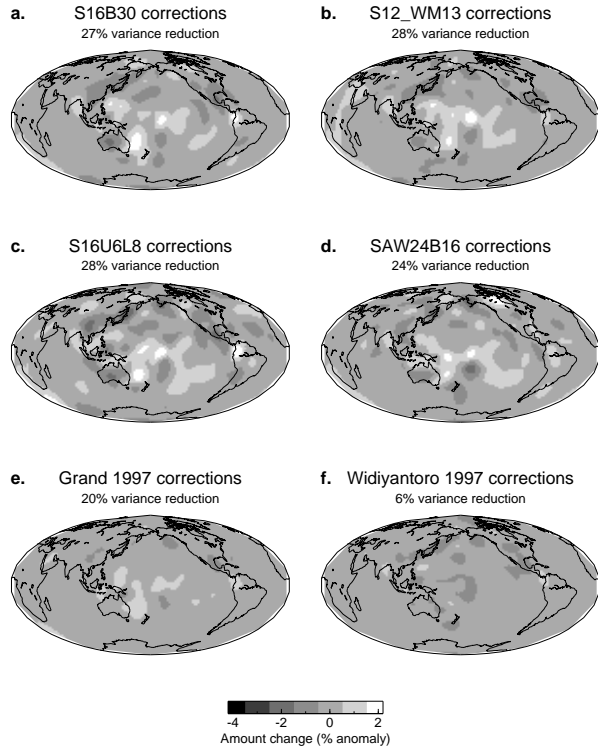 a. S16B30 corrections
27% variance reduction
b. S12_WM13 corrections
28% variance reduction
c. S16U6L8 corrections
28% variance reduction
d. SAW24B16 corrections
24% variance reduction
e. Grand 1997 corrections
20% variance reduction
f. Widiyantoro 1997 corrections
6% variance reduction
-4 -2 0 2
Amount change (% anomaly)